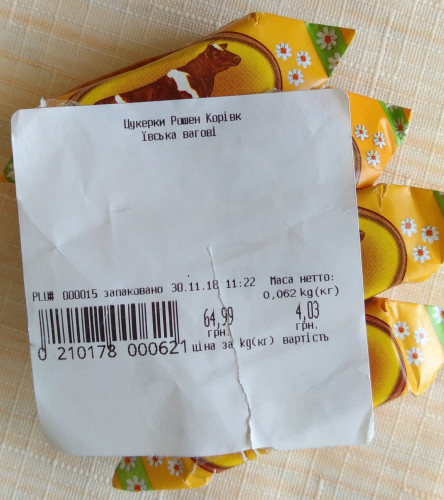 Цукерки Рошен Корівк
ївська вагові
PLU# 000015 запаковано 30.11.18 11:22
Маса нетто:
0,062 kg(кг)
64,99
грн.
4,03
грн.
0 210178 000621
ціна за kg(кг) вартість